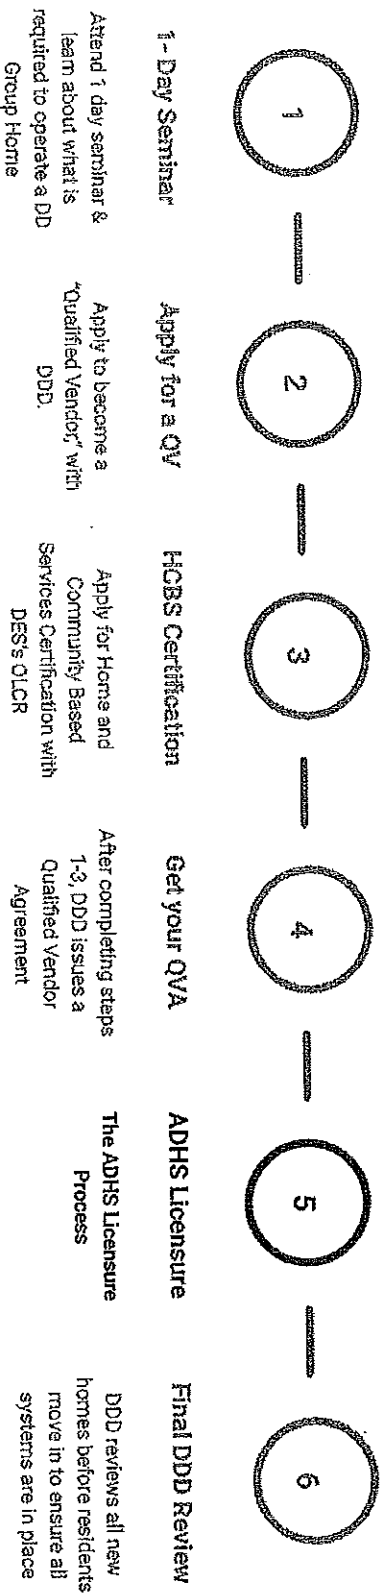 1
1- Day Seminar
Attend 1 day seminar &
learn about what is
required to operate a DD
Group Home
2
Apply for a QV
Apply to become a
"Qualified Vendor," with
DDD.
3
HCBS Certification
Apply for Home and
Community Based
Services Certification with
DES's OLCR
4
Get your QVA
After completing steps
1-3, DDD issues a
Qualified Vendor
Agreement
5
ADHS Licensure
The ADHS Licensure
Process
6
Final DDD Review
DDD reviews all new
homes before residents
move in to ensure all
systems are in place